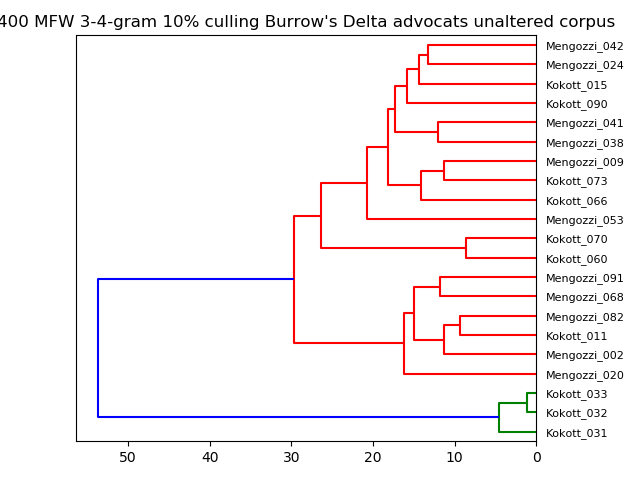 400 MFW 3-4-gram 10% culling Burrow's Delta advocats unaltered corpus
Mengozzi_042
Mengozzi_024
Kokott_015
Kokott_090
Mengozzi_041
Mengozzi_038
Mengozzi_009
Kokott_073
Kokott_066
Mengozzi_053
Kokott_070
Kokott_060
Mengozzi_091
Mengozzi_068
Mengozzi_082
Kokott_011
Mengozzi_002
Mengozzi_020
Kokott_033
Kokott_032
Kokott_031
50 40 30 20 10 0